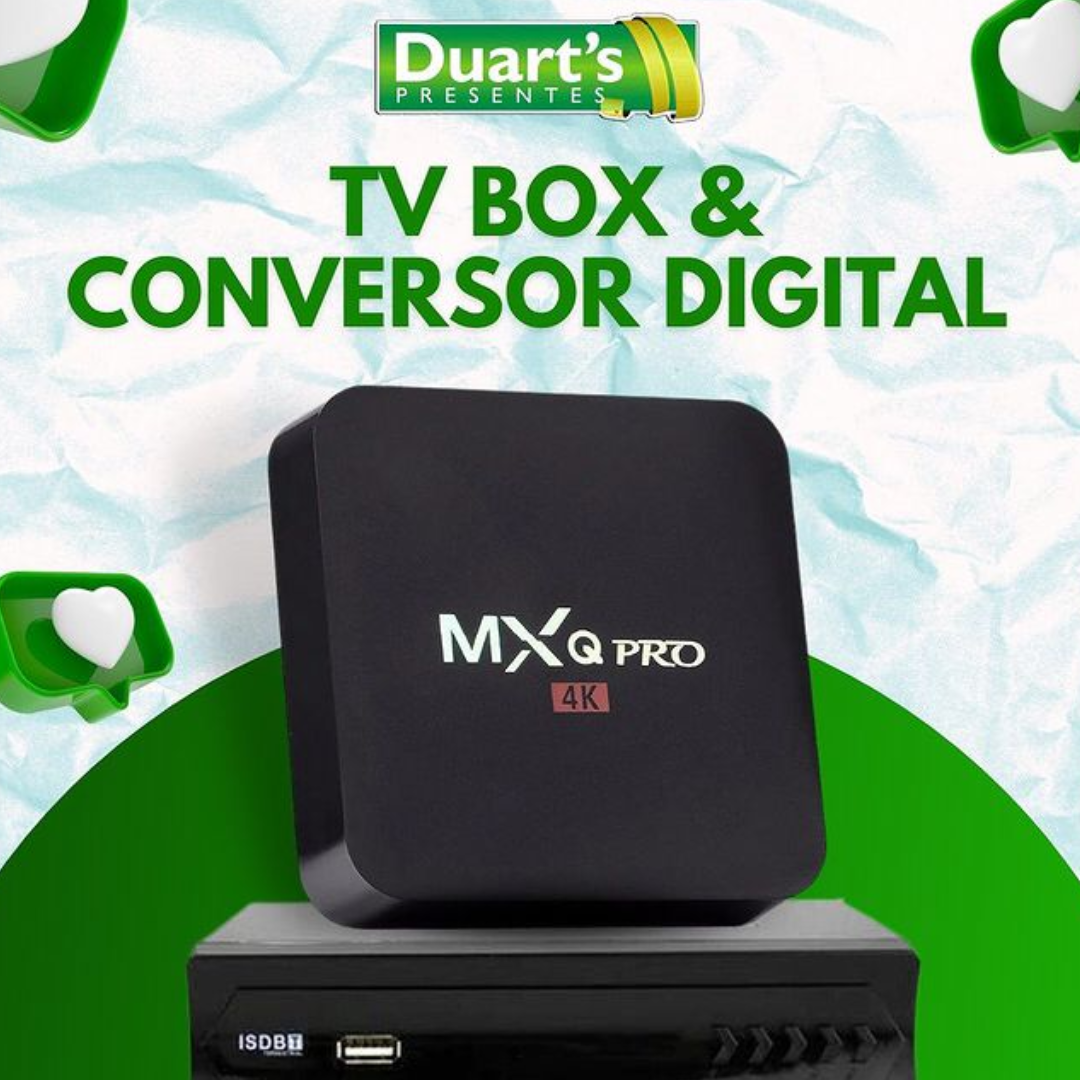 Duart's
PRESENTES
TV BOX &
CONVERSOR DIGITAL
MXQ PRO
4K
ISDBT